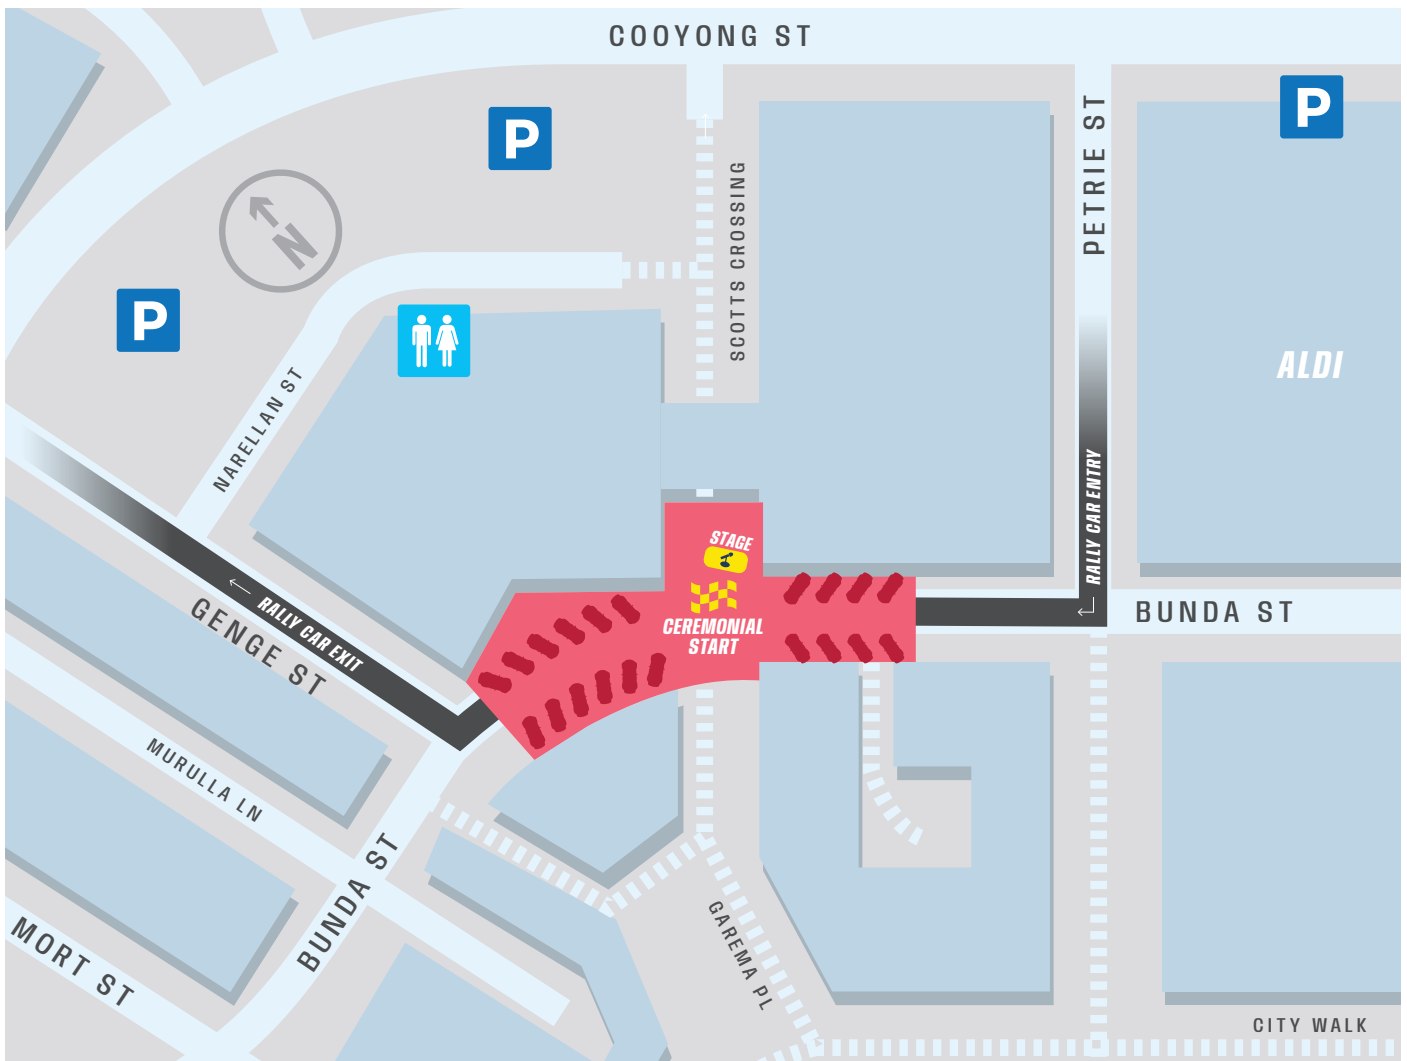 COOYONG ST
P
P
PETRIE ST
SCOTTS CROSSING
N
P
ALDI
NARELLAN ST
RALLY CAR ENTRY
STAGE
CEREMONIAL
START
BUNDA ST
RALLY CAR EXIT
GENGE ST
MURULLA LN
BUNDA ST
MORT ST
GAREMA PL
CITY WALK